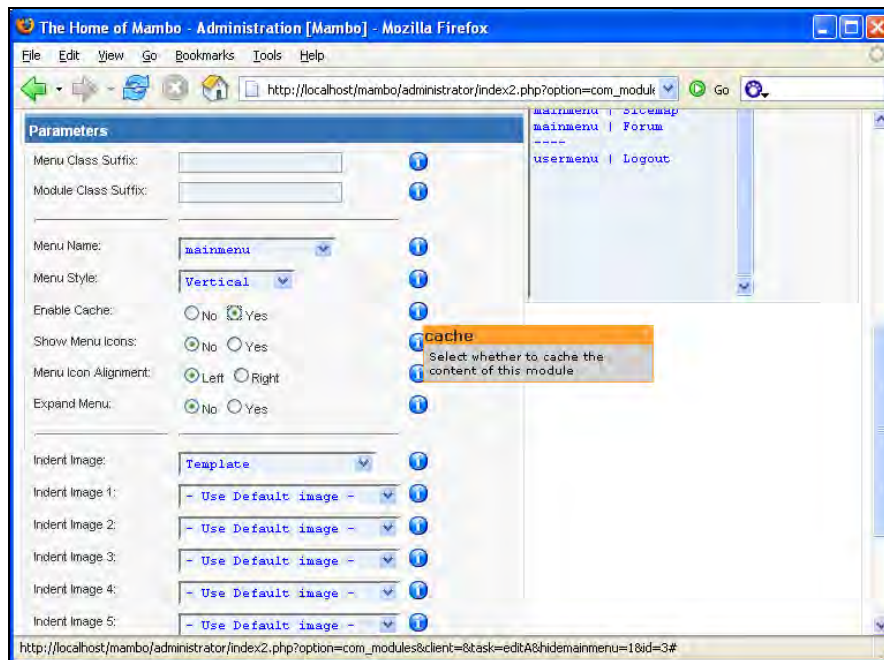 The Home of Mambo - Administration [Mambo] - Mozilla Firefox
File Edit View Go Bookmarks Tools Help
http://localhost/mambo/administrator/index2.php?option=com_module
Go
Parameters
mainmenu | Sitemap
mainmenu | Forum
----
usermenu | Logout
Menu Class Suffix:
Module Class Suffix:
Menu Name: mainmenu
Menu Style: Vertical
Enable Cache: No Yes
cache
Select whether to cache the
content of this module
Show Menu Icons: No Yes
Menu Icon Alignment: Left Right
Expand Menu: No Yes
Indent Image: Template
Indent Image 1: - Use Default image -
Indent Image 2: - Use Default image -
Indent Image 3: - Use Default image -
Indent Image 4: - Use Default image -
Indent Image 5: - Use Default image -
http://localhost/mambo/administrator/index2.php?option=com_modules&client=&task=editA&hidemainmenu=1&id=3#